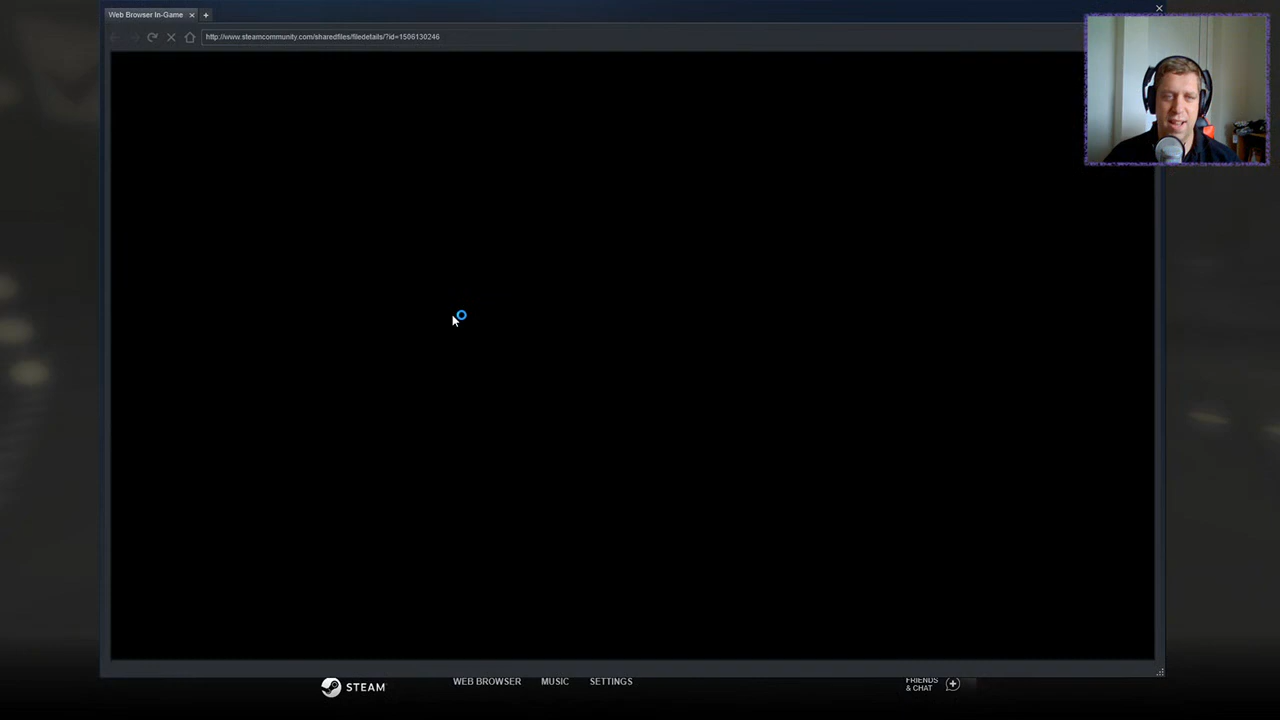 Web Browser In-Game
http://www.steamcommunity.com/sharedfiles/filedetails/?id=1506130246
STEAM
WEB BROWSER
MUSIC
SETTINGS
FRIENDS
& CHAT